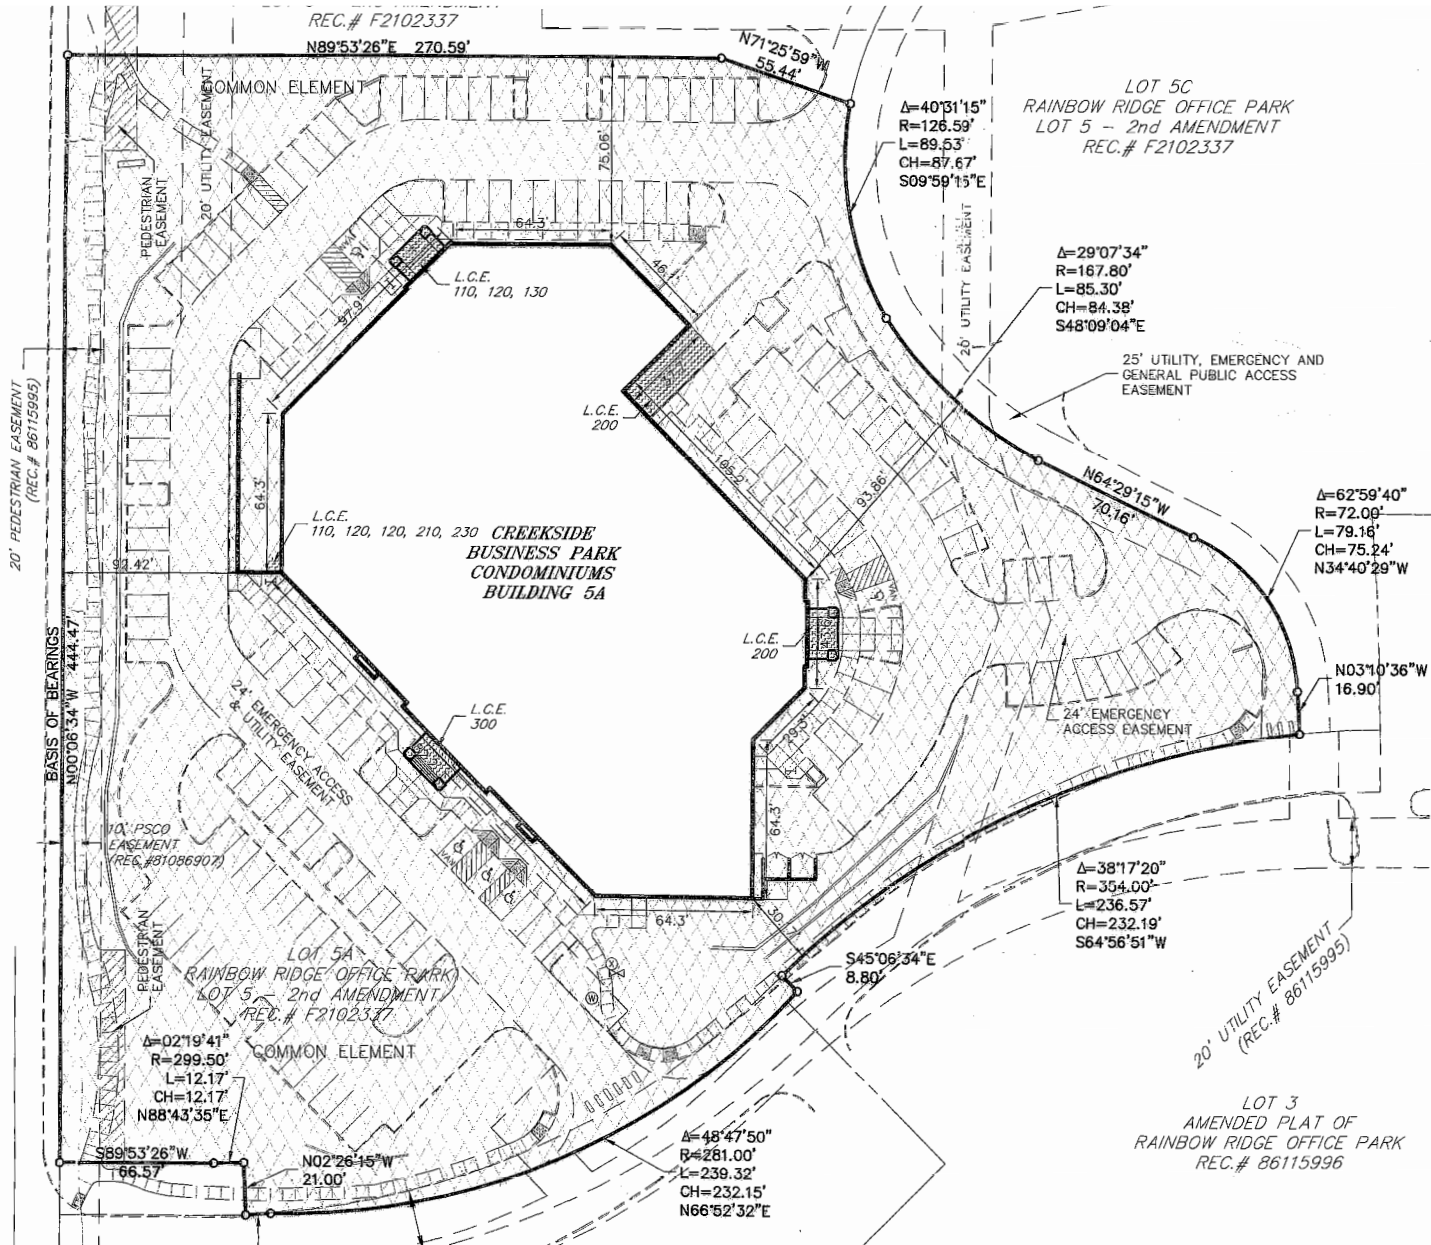 REC.# F2102337
N89°53'26"E 270.59'
N71°25'59"W
55.44'
COMMON ELEMENT
20' UTILITY EASEMENT
PEDESTRIAN
EASEMENT
75.06'
Δ=40°31'15"
R=126.59'
L=89.53'
CH=87.67'
S09°59'15"E
LOT 5C
RAINBOW RIDGE OFFICE PARK
LOT 5 - 2nd AMENDMENT
REC.# F2102337
20' UTILITY EASEMENT
64.3'
VAN
L.C.E.
110, 120, 130
97.9'
Δ=29°07'34"
R=167.80'
L=85.30'
CH=84.38'
S48°09'04"E
25' UTILITY, EMERGENCY AND
GENERAL PUBLIC ACCESS
EASEMENT
20' PEDESTRIAN EASEMENT
(REC.# 86115995)
L.C.E.
200
105.2'
93.86'
N64°29'15"W
70.16'
64.3'
L.C.E.
110, 120, 120, 210, 230
CREEKSIDE
BUSINESS PARK
CONDOMINIUMS
BUILDING 5A
92.42'
Δ=62°59'40"
R=72.00'
L=79.16'
CH=75.24'
N34°40'29"W
VAN
L.C.E.
200
N03°10'36"W
16.90'
BASIS OF BEARINGS
N00°06'34"W 444.47'
24' EMERGENCY ACCESS
& UTILITY EASEMENT
L.C.E.
300
29.3'
24' EMERGENCY
ACCESS EASEMENT
10' PSCO
EASEMENT
(REC.#81086907)
64.3'
VAN
Δ=38°17'20"
R=354.00'
L=236.57'
CH=232.19'
S64°56'51"W
64.3'
PEDESTRIAN
EASEMENT
LOT 5A
RAINBOW RIDGE OFFICE PARK
LOT 5 - 2nd AMENDMENT
REC.# F2102337
COMMON ELEMENT
W
S45°06'34"E
8.80'
20' UTILITY EASEMENT
(REC.# 86115995)
Δ=02°19'41"
R=299.50'
L=12.17'
CH=12.17'
N88°43'35"E
S89°53'26"W
66.57'
N02°26'15"W
21.00'
Δ=48°47'50"
R=281.00'
L=239.32'
CH=232.15'
N66°52'32"E
LOT 3
AMENDED PLAT OF
RAINBOW RIDGE OFFICE PARK
REC.# 86115996